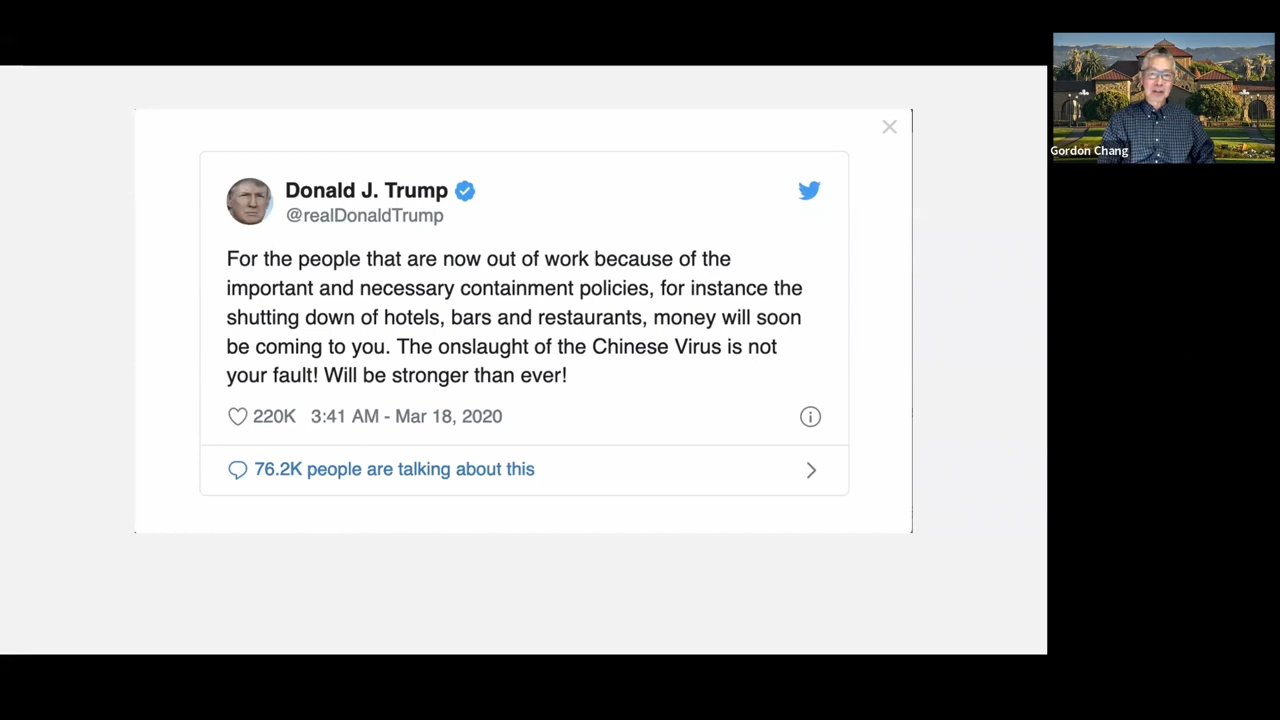 Donald J. Trump
@realDonaldTrump
For the people that are now out of work because of the
important and necessary containment policies, for instance the
shutting down of hotels, bars and restaurants, money will soon
be coming to you. The onslaught of the Chinese Virus is not
your fault! Will be stronger than ever!
220K 3:41 AM - Mar 18, 2020
76.2K people are talking about this
Gordon Chang